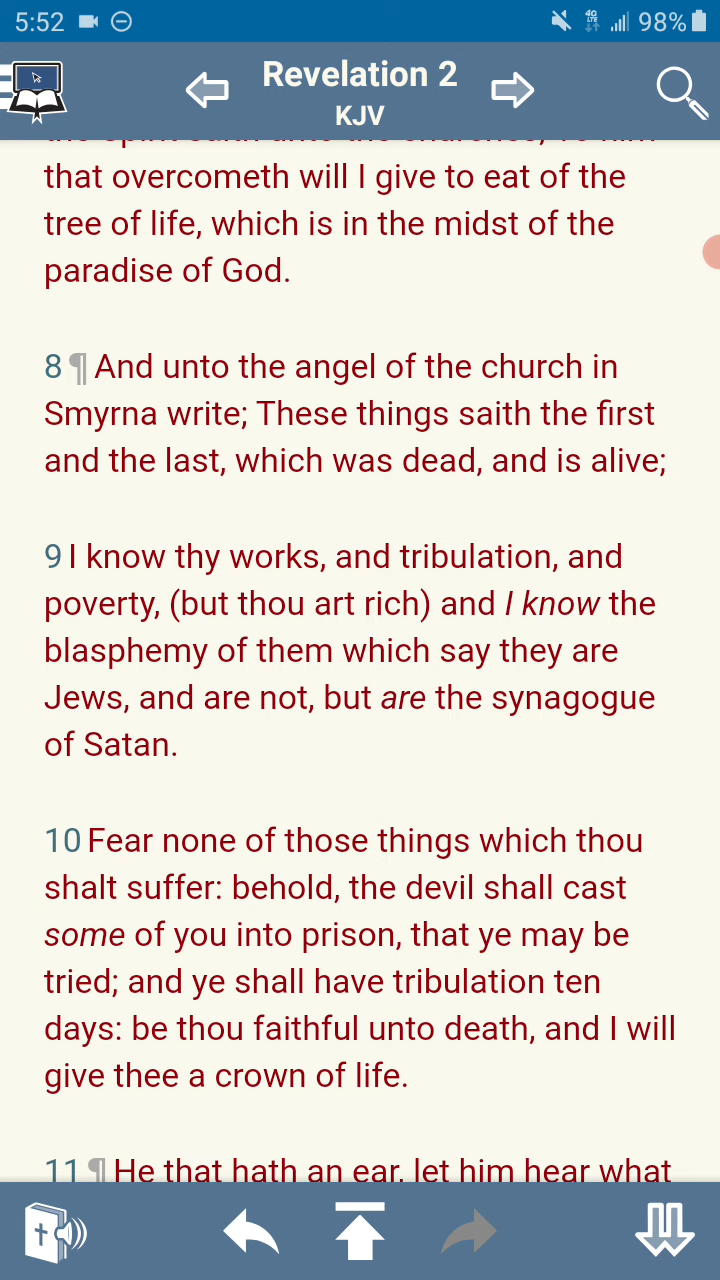 5:52
4G LTE
98%
Revelation 2
KJV
that overcometh will I give to eat of the
tree of life, which is in the midst of the
paradise of God.
8 ¶ And unto the angel of the church in
Smyrna write; These things saith the first
and the last, which was dead, and is alive;
9 I know thy works, and tribulation, and
poverty, (but thou art rich) and I know the
blasphemy of them which say they are
Jews, and are not, but are the synagogue
of Satan.
10 Fear none of those things which thou
shalt suffer: behold, the devil shall cast
some of you into prison, that ye may be
tried; and ye shall have tribulation ten
days: be thou faithful unto death, and I will
give thee a crown of life.
11 ¶ He that hath an ear, let him hear what